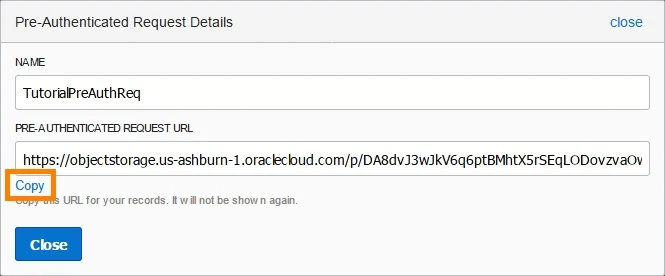 Pre-Authenticated Request Details close
NAME
TutorialPreAuthReq
PRE-AUTHENTICATED REQUEST URL
https://objectstorage.us-ashburn-1.oraclecloud.com/p/DA8dvJ3wJkV6q6ptBMhtX5rSEqLODovzvaOw
Copy
Copy this URL for your records. It will not be shown again.
Close